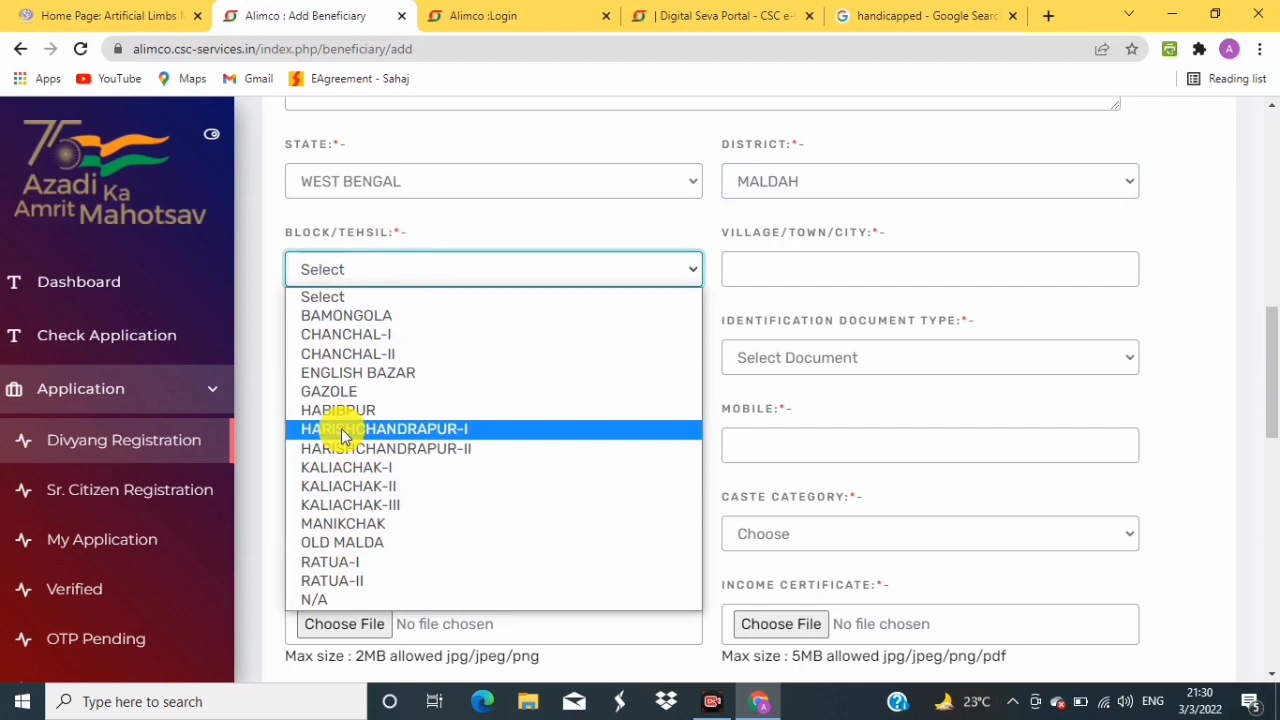 Home Page: Artificial Limbs M
Alimco : Add Beneficiary
Alimco :Login
| Digital Seva Portal - CSC e-G
handicapped - Google Search
alimco.csc-services.in/index.php/beneficiary/add
A
Apps
YouTube
Maps
Gmail
EAgreement - Sahaj
Reading list
75
Azadi Ka
Amrit Mahotsav
Dashboard
Check Application
Application
Divyang Registration
Sr. Citizen Registration
My Application
Verified
OTP Pending
STATE:*-
DISTRICT:*-
WEST BENGAL
MALDAH
BLOCK/TEHSIL:*-
VILLAGE/TOWN/CITY:*-
Select
Select
BAMONGOLA
CHANCHAL-I
CHANCHAL-II
ENGLISH BAZAR
GAZOLE
HABIBPUR
HARISHCHANDRAPUR-I
HARISHCHANDRAPUR-II
KALIACHAK-I
KALIACHAK-II
KALIACHAK-III
MANIKCHAK
OLD MALDA
RATUA-I
RATUA-II
N/A
IDENTIFICATION DOCUMENT TYPE:*-
Select Document
MOBILE:*-
CASTE CATEGORY:*-
Choose
INCOME CERTIFICATE:*-
Choose File No file chosen
Choose File No file chosen
Max size : 2MB allowed jpg/jpeg/png
Max size : 5MB allowed jpg/jpeg/png/pdf
Type here to search
23°C
ENG
21:30
3/3/2022
5